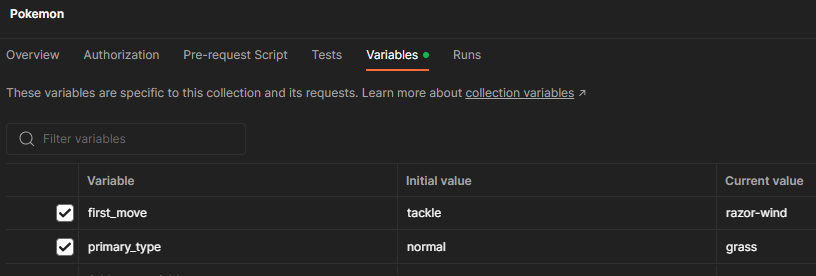 Pokemon
Overview Authorization Pre-request Script Tests Variables Runs
These variables are specific to this collection and its requests. Learn more about collection variables ↗
Filter variables
Variable Initial value Current value
first_move tackle razor-wind
primary_type normal grass